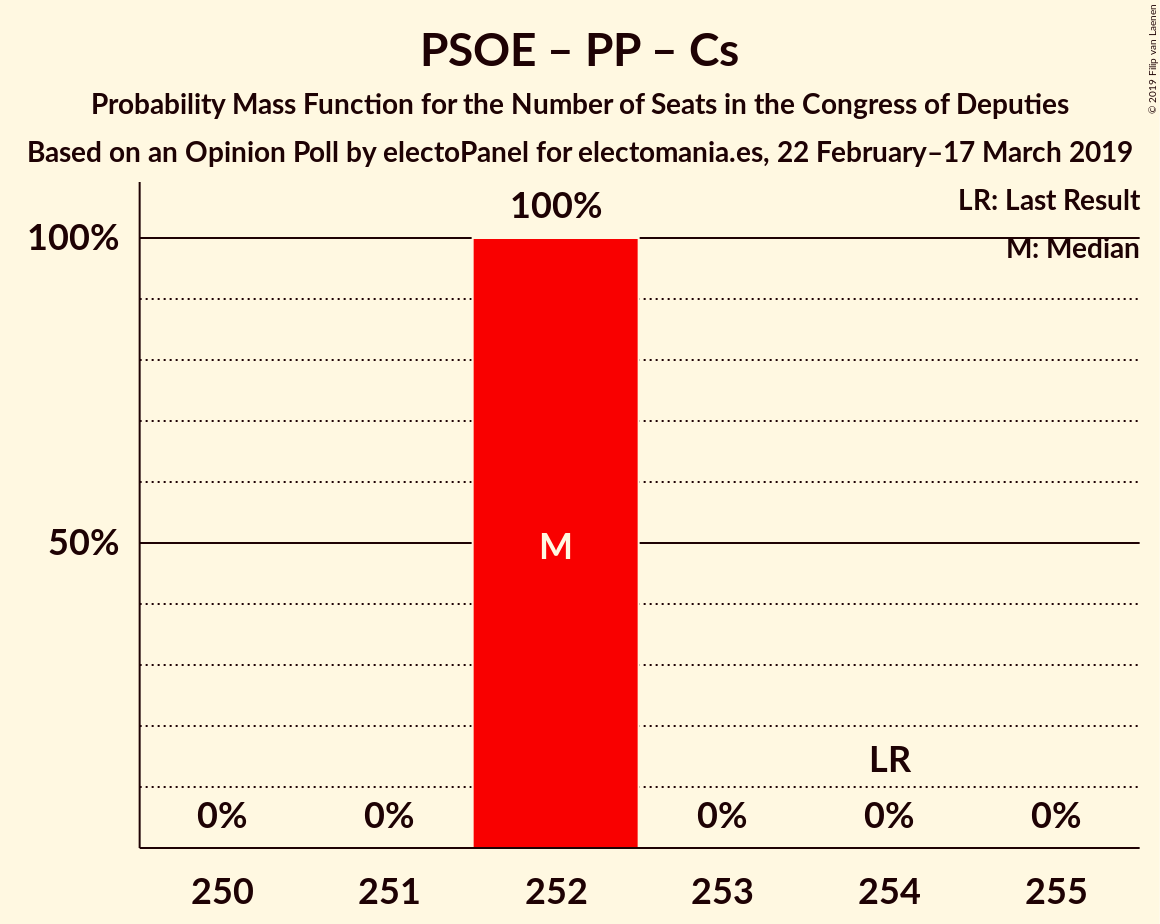 PSOE – PP – Cs
Probability Mass Function for the Number of Seats in the Congress of Deputies
Based on an Opinion Poll by electoPanel for electomania.es, 22 February–17 March 2019
© 2019 Filip van Laenen
LR: Last Result
M: Median
100%
100%
50%
M
LR
0%
0%
0%
0%
0%
250
251
252
253
254
255